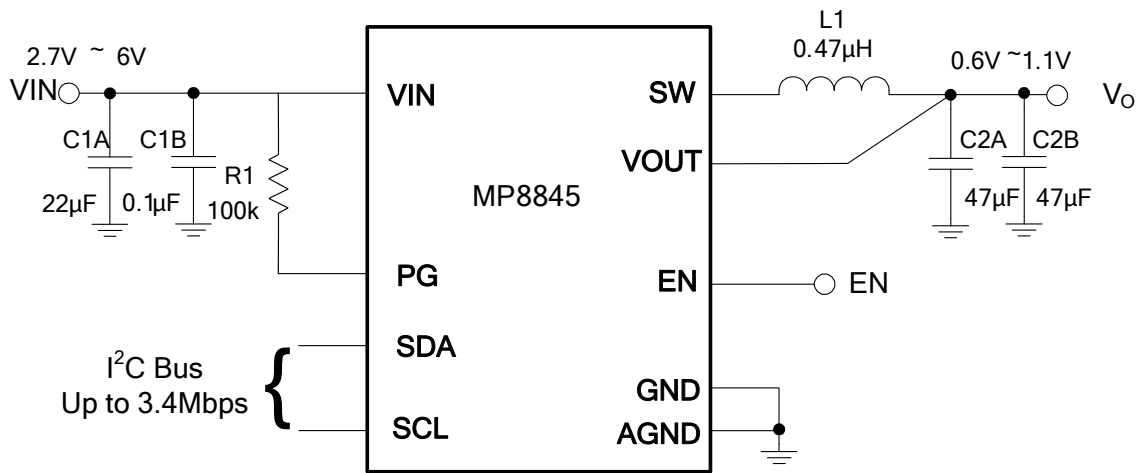 2.7V ~ 6V
VIN
C1A
22µF
C1B
0.1µF
R1
100k
VIN
PG
SDA
SCL
I²C Bus
Up to 3.4Mbps
MP8845
SW
VOUT
EN
GND
AGND
L1
0.47µH
0.6V ~1.1V
VO
C2A
47µF
C2B
47µF
EN